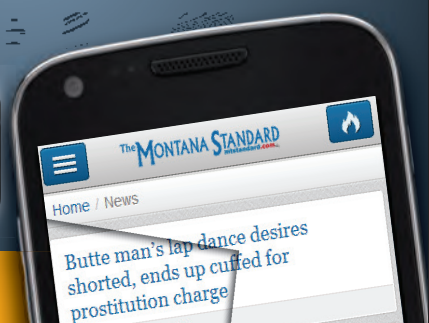 The MONTANA STANDARD
mtstandard.com
Home / News
Butte man's lap dance desires
shorted, ends up cuffed for
prostitution charge